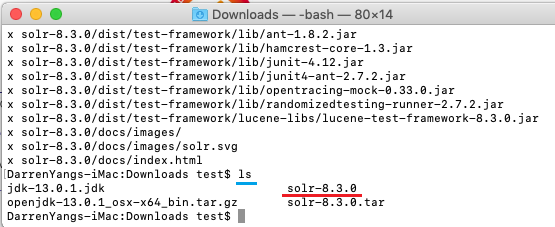 Downloads — -bash — 80×14
x solr-8.3.0/dist/test-framework/lib/ant-1.8.2.jar
x solr-8.3.0/dist/test-framework/lib/hamcrest-core-1.3.jar
x solr-8.3.0/dist/test-framework/lib/junit-4.12.jar
x solr-8.3.0/dist/test-framework/lib/junit4-ant-2.7.2.jar
x solr-8.3.0/dist/test-framework/lib/opentracing-mock-0.33.0.jar
x solr-8.3.0/dist/test-framework/lib/randomizedtesting-runner-2.7.2.jar
x solr-8.3.0/dist/test-framework/lucene-libs/lucene-test-framework-8.3.0.jar
x solr-8.3.0/docs/images/
x solr-8.3.0/docs/images/solr.svg
x solr-8.3.0/docs/index.html
[DarrenYangs-iMac:Downloads test$ ls
jdk-13.0.1.jdk solr-8.3.0
openjdk-13.0.1_osx-x64_bin.tar.gz solr-8.3.0.tar
DarrenYangs-iMac:Downloads test$